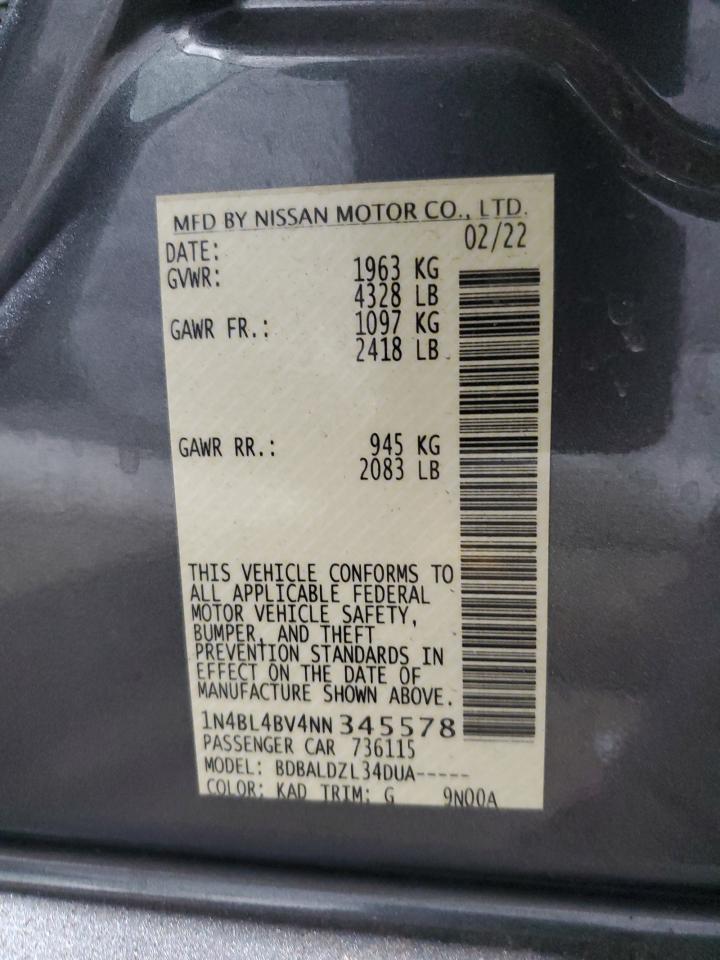 MFD BY NISSAN MOTOR CO., LTD.
DATE: 02/22
GVWR: 1963 KG
4328 LB
GAWR FR.: 1097 KG
2418 LB
GAWR RR.: 945 KG
2083 LB
THIS VEHICLE CONFORMS TO
ALL APPLICABLE FEDERAL
MOTOR VEHICLE SAFETY,
BUMPER, AND THEFT
PREVENTION STANDARDS IN
EFFECT ON THE DATE OF
MANUFACTURE SHOWN ABOVE.
1N4BL4BV4NN345578
PASSENGER CAR 736115
MODEL: BDBALDZL34DUA-----
COLOR: KAD TRIM: G 9N00A